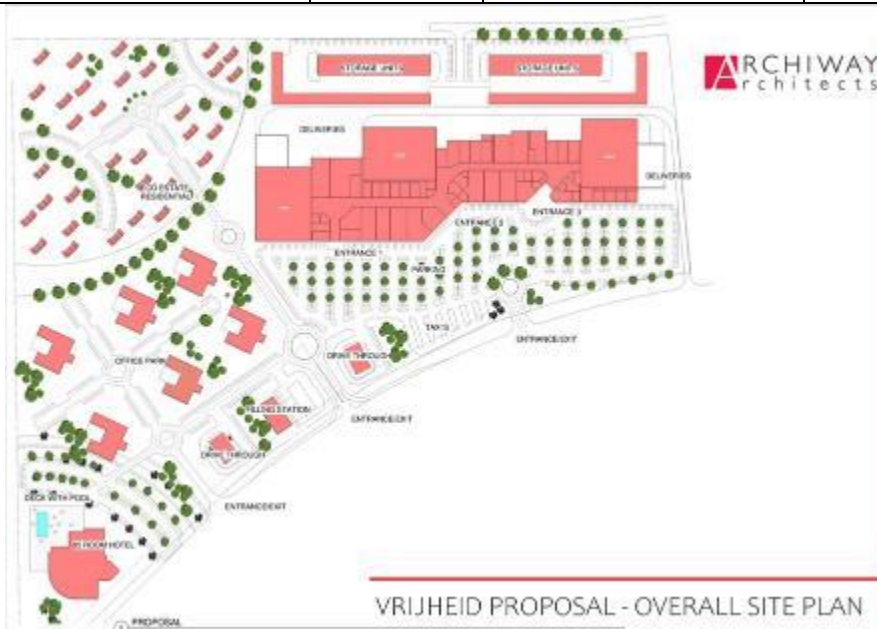 STORAGE UNITS
STORAGE UNITS
ARCHIWAY
Architects
DELIVERIES
DELIVERIES
ECO ESTATE
RESIDENTIAL
ENTRANCE 3
ENTRANCE 2
ENTRANCE 1
PARKING
TAXI'S
ENTRANCE/EXIT
DRIVE THROUGH
OFFICE PARK
FILLING STATION
ENTRANCE/EXIT
DRIVE THROUGH
DECK WITH POOL
ENTRANCE/EXIT
ROOM HOTEL
VRIJHEID PROPOSAL - OVERALL SITE PLAN
PROPOSAL